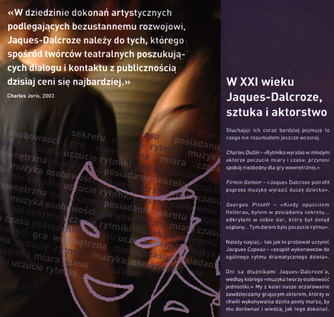 «W dziedzinie dokonań artystycznych
podlegających bezustannemu rozwojowi,
Jaques-Dalcroze należy do tych, którego
spośród twórców teatralnych poszukują-
cych dialogu i kontaktu z publicznością
dzisiaj ceni się najbardziej.»
Charles Joris, 2003
W XXI wieku
Jaques-Dalcroze,
sztuka i aktorstwo
Słuchając ich coraz bardziej pojmuję to
czego nie rozumiałem jeszcze wczoraj.
Charles Dullin – «Rytmika wyrabia w młodym
aktorze poczucie miary i czasu: przynosi
spokój niezbędny dla gry wewnętrznej.»
Firmin Gémier – «Jaques-Dalcroze potrafił
poprzez muzykę wyrazić duszę dziecka».
Georges Pitoëff – «Kiedy opuściłem
Hellerau, byłem w posiadaniu sekretu...
odkryłem w sobie dar, który był dotąd
uśpiony... Tym darem było poczucie rytmu».
Należy nagiąć,- tak jak to próbował uczynić
Jacques Copeau - «zespół wykonawców do
ogólnego rytmu dramatycznego dzieła».
Oni są dłużnikami Jaques-Dalcroze'a,
według którego «muzyka tworzy osobowość
jednostki.» My z kolei nasze oczarowanie
zawdzięczamy grającym aktorom, którzy w
chwili wykonywania dzieła poety marzą, by
mu dorównać i wiedzą, jak tego dokonać.